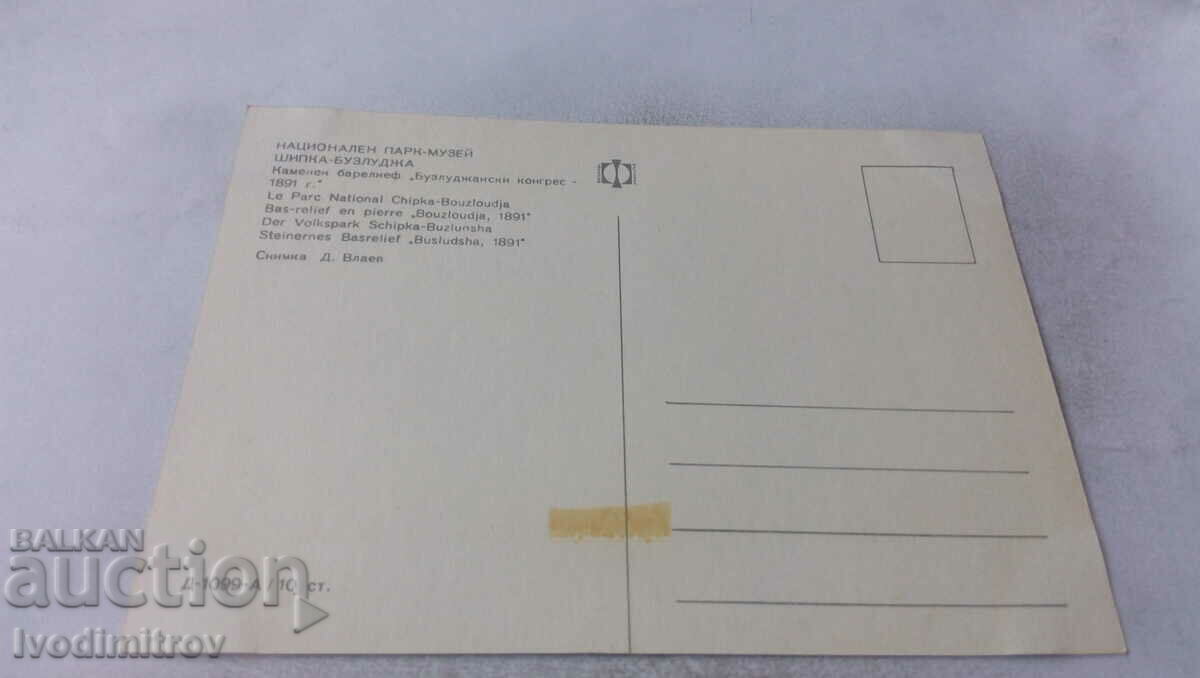 НАЦИОНАЛЕН ПАРК-МУЗЕЙ
ШИПКА-БУЗЛУДЖА
Каменен барелиеф „Бузлуджански конгрес -
1891 г."
Le Parc National Chipka-Bouzloudja
Bas-relief en pierre „Bouzloudja, 1891"
Der Volkspark Schipka-Buzlunsha
Steinernes Basrelief „Busludsha, 1891"
Снимка Д. Влаев
Д-1099-А / 10 ст.
BALKAN
auction
Ivodimitrov